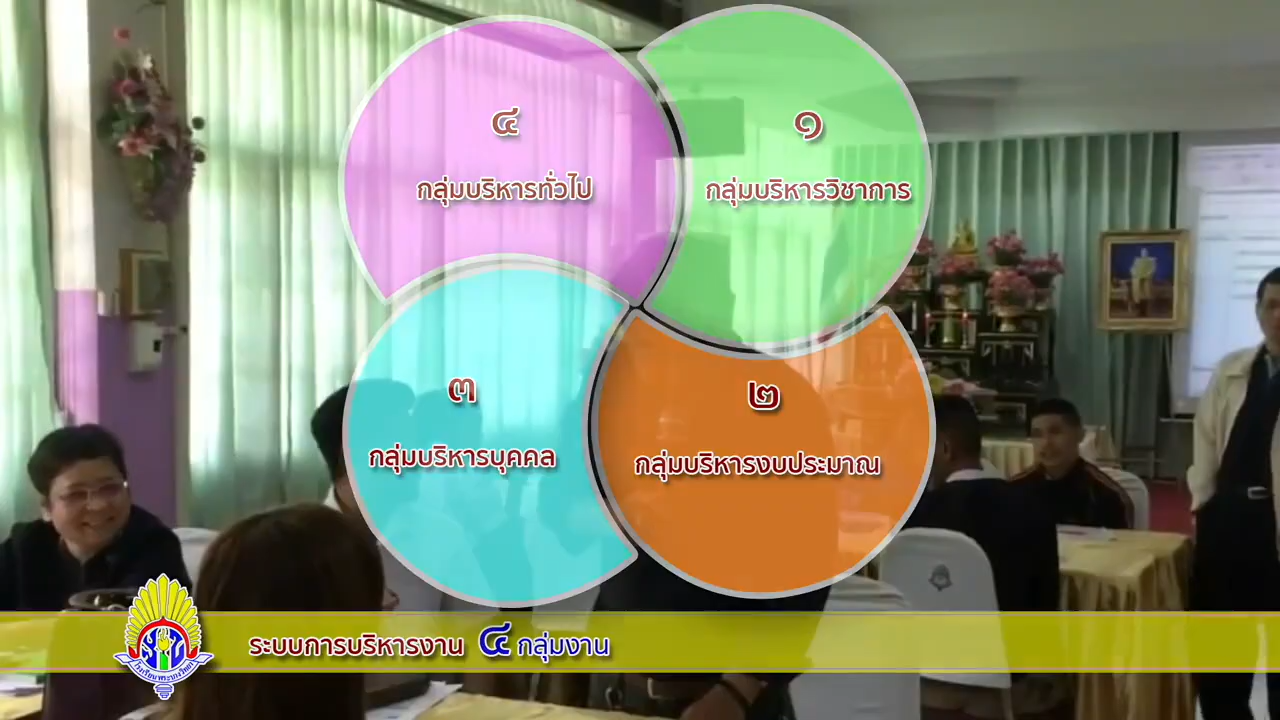 ๔
กลุ่มบริหารทั่วไป
๑
กลุ่มบริหารวิชาการ
๓
กลุ่มบริหารบุคคล
๒
กลุ่มบริหารงบประมาณ
ระบบการบริหารงาน ๔ กลุ่มงาน